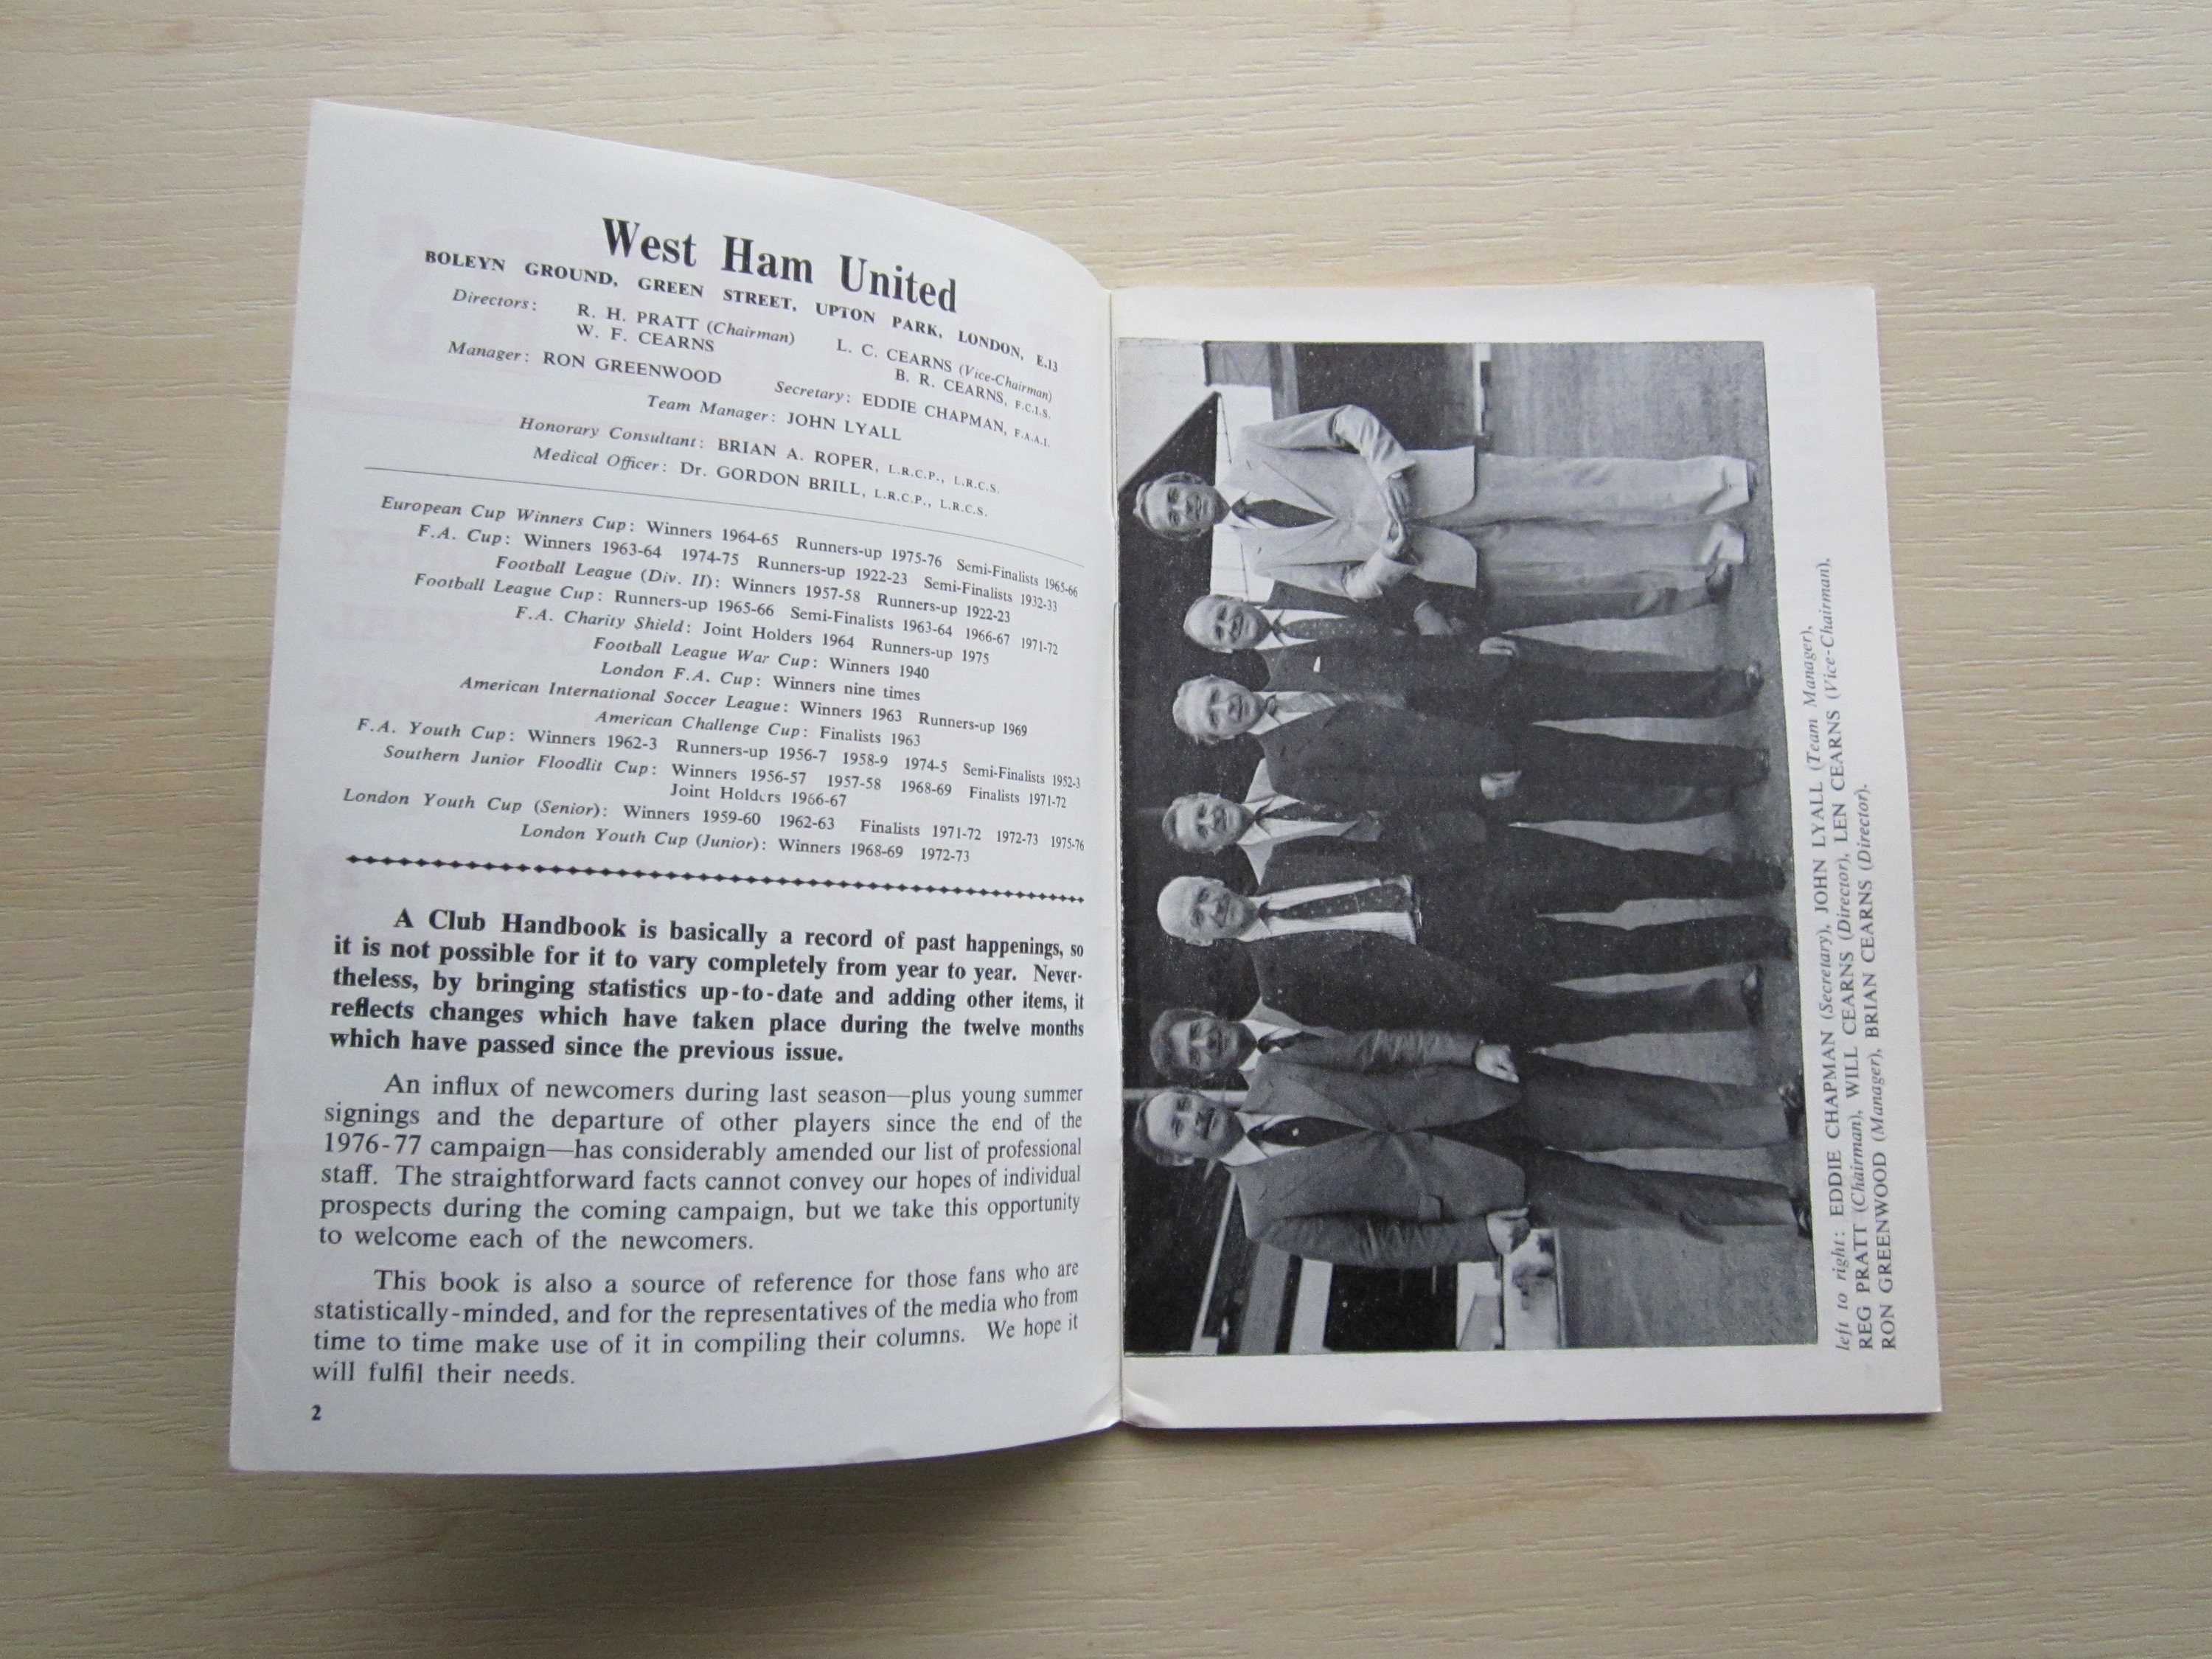 West Ham United
BOLEYN GROUND, GREEN STREET, UPTON PARK, LONDON, E.13
Directors: R. H. PRATT (Chairman) L. C. CEARNS (Vice-Chairman)
W. F. CEARNS B. R. CEARNS, F.C.I.S.
Manager: RON GREENWOOD Secretary: EDDIE CHAPMAN, F.A.A.I.
Team Manager: JOHN LYALL
Honorary Consultant: BRIAN A. ROPER, L.R.C.P., L.R.C.S.
Medical Officer: Dr. GORDON BRILL, L.R.C.P., L.R.C.S.
European Cup Winners Cup: Winners 1964-65 Runners-up 1975-76 Semi-Finalists 1965-66
F.A. Cup: Winners 1963-64 1974-75 Runners-up 1922-23 Semi-Finalists 1932-33
Football League (Div. II): Winners 1957-58 Runners-up 1922-23
Football League Cup: Runners-up 1965-66 Semi-Finalists 1963-64 1966-67 1971-72
F.A. Charity Shield: Joint Holders 1964 Runners-up 1975
Football League War Cup: Winners 1940
London F.A. Cup: Winners nine times
American International Soccer League: Winners 1963 Runners-up 1969
American Challenge Cup: Finalists 1963
F.A. Youth Cup: Winners 1962-3 Runners-up 1956-7 1958-9 1974-5 Semi-Finalists 1952-3
Southern Junior Floodlit Cup: Winners 1956-57 1957-58 1968-69 Finalists 1971-72
Joint Holders 1966-67
London Youth Cup (Senior): Winners 1959-60 1962-63 Finalists 1971-72 1972-73 1975-76
London Youth Cup (Junior): Winners 1968-69 1972-73
A Club Handbook is basically a record of past happenings, so
it is not possible for it to vary completely from year to year. Never-
theless, by bringing statistics up-to-date and adding other items, it
reflects changes which have taken place during the twelve months
which have passed since the previous issue.
An influx of newcomers during last season—plus young summer
signings and the departure of other players since the end of the
1976-77 campaign—has considerably amended our list of professional
staff. The straightforward facts cannot convey our hopes of individual
prospects during the coming campaign, but we take this opportunity
to welcome each of the newcomers.
This book is also a source of reference for those fans who are
statistically-minded, and for the representatives of the media who from
time to time make use of it in compiling their columns. We hope it
will fulfil their needs.
2
left to right: EDDIE CHAPMAN (Secretary), JOHN LYALL (Team Manager),
REG PRATT (Chairman), WILL CEARNS (Director), LEN CEARNS (Vice-Chairman),
RON GREENWOOD (Manager), BRIAN CEARNS (Director).